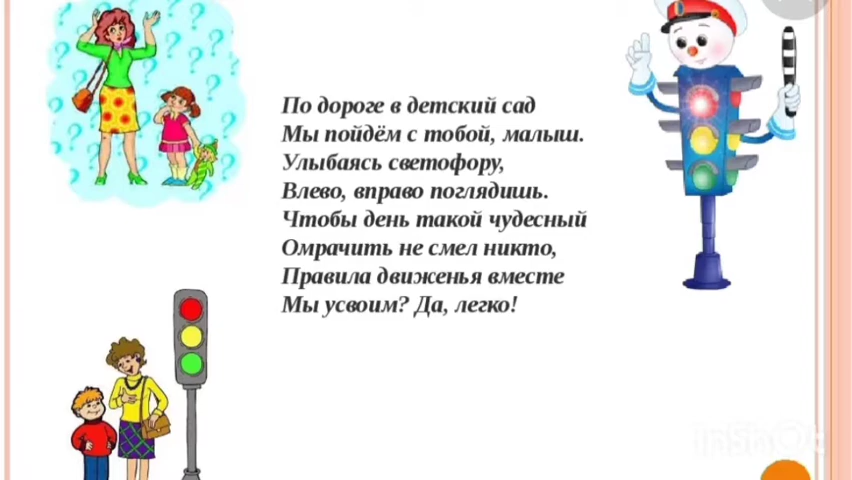 По дороге в детский сад
Мы пойдём с тобой, малыш.
Улыбаясь светофору,
Влево, вправо поглядишь.
Чтобы день такой чудесный
Омрачить не смел никто,
Правила движенья вместе
Мы усвоим? Да, легко!